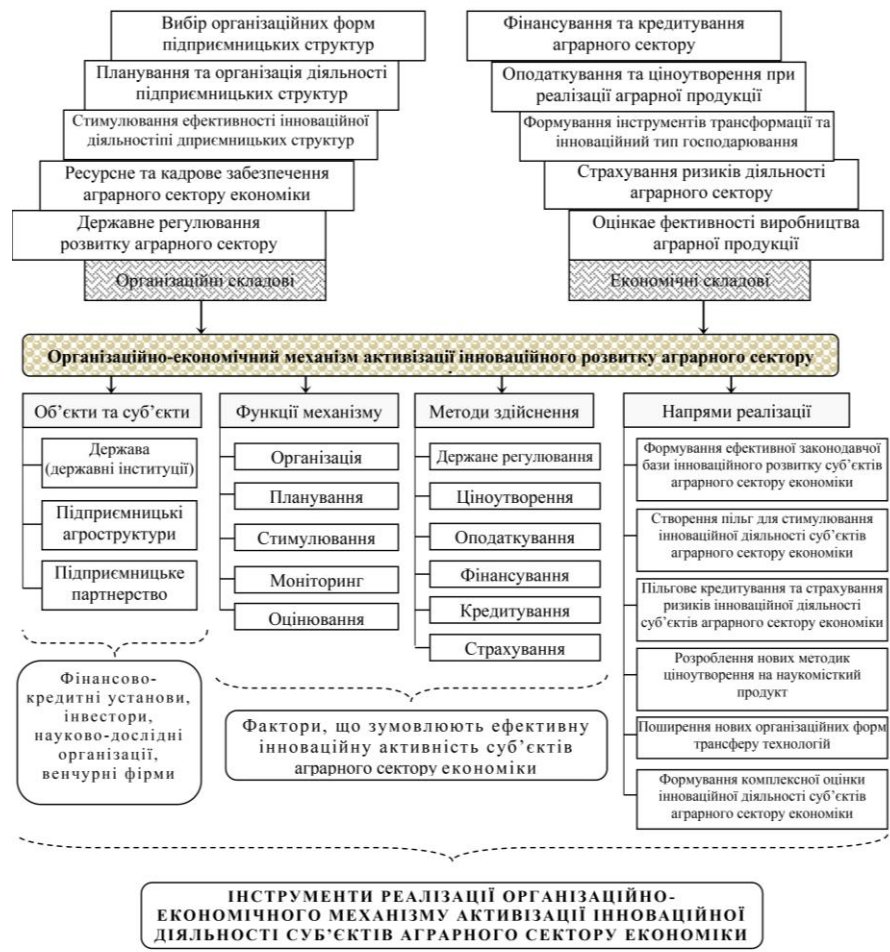 Вибір організаційних форм
підприємницьких структур
Планування та організація діяльності
підприємницьких структур
Стимулювання ефективності інноваційної
діяльностіпі дприємницьких структур
Ресурсне та кадрове забезпечення
аграрного сектору економіки
Державне регулювання
розвитку аграрного сектору
Організаційні складові
Фінансування та кредитування
аграрного сектору
Оподаткування та ціноутворення при
реалізації аграрної продукції
Формування інструментів трансформації та
інноваційний тип господарювання
Страхування ризиків діяльності
аграрного сектору
Оцінкае фективності виробництва
аграрної продукції
Економічні складові
Організаційно-економічний механізм активізації інноваційного розвитку аграрного сектору
Об’єкти та суб’єкти
Держава
(державні інституції)
Підприємницькі
агроструктури
Підприємницьке
партнерство
Фінансово-
кредитні установи,
інвестори,
науково-дослідні
організації,
венчурні фірми
Функції механізму
Організація
Планування
Стимулювання
Моніторинг
Оцінювання
Методи здійснення
Держане регулювання
Ціноутворення
Оподаткування
Фінансування
Кредитування
Страхування
Фактори, що зумовлюють ефективну
інноваційну активність суб’єктів
аграрного сектору економіки
Напрями реалізації
Формування ефективної законодавчої
бази інноваційного розвитку суб’єктів
аграрного сектору економіки
Створення пільг для стимулювання
інноваційної діяльності суб’єктів
аграрного сектору економіки
Пільгове кредитування та страхування
ризиків інноваційної діяльності
суб’єктів аграрного сектору економіки
Розроблення нових методик
ціноутворення на наукомісткий
продукт
Поширення нових організаційних форм
трансферу технологій
Формування комплексної оцінки
інноваційної діяльності суб’єктів
аграрного сектору економіки
ІНСТРУМЕНТИ РЕАЛІЗАЦІЇ ОРГАНІЗАЦІЙНО-
ЕКОНОМІЧНОГО МЕХАНІЗМУ АКТИВІЗАЦІЇ ІННОВАЦІЙНОЇ
ДІЯЛЬНОСТІ СУБ’ЄКТІВ АГРАРНОГО СЕКТОРУ ЕКОНОМІКИ